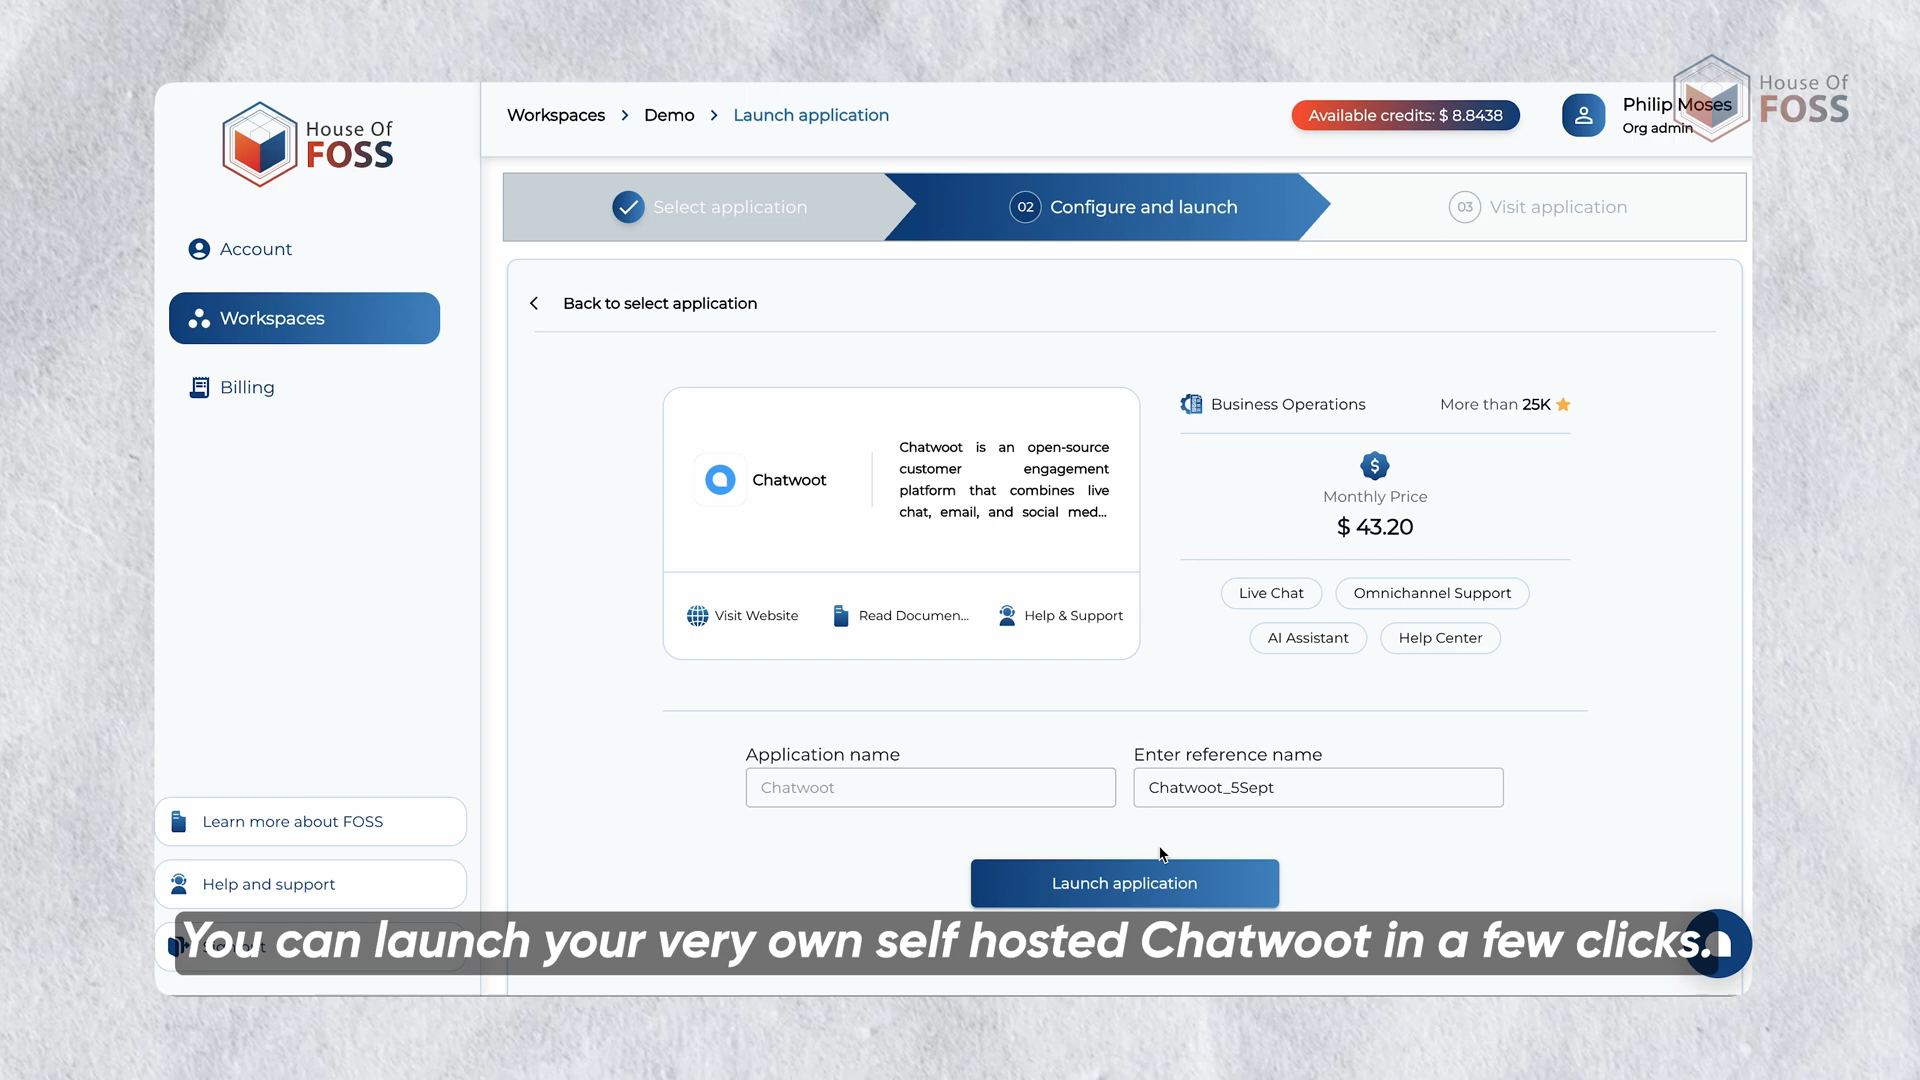 House Of
FOSS
Account
Workspaces
Billing
Learn more about FOSS
Help and support
Workspaces > Demo > Launch application
Available credits: $ 8.8438
Philip Moses
Org admin
House Of
FOSS
Select application
02 Configure and launch
03 Visit application
Back to select application
Chatwoot
Chatwoot is an open-source
customer engagement
platform that combines live
chat, email, and social med...
Visit Website
Read Documen...
Help & Support
Business Operations
More than 25K
Monthly Price
$ 43.20
Live Chat
Omnichannel Support
AI Assistant
Help Center
Application name
Chatwoot
Enter reference name
Chatwoot_5Sept
Launch application
You can launch your very own self hosted Chatwoot in a few clicks.